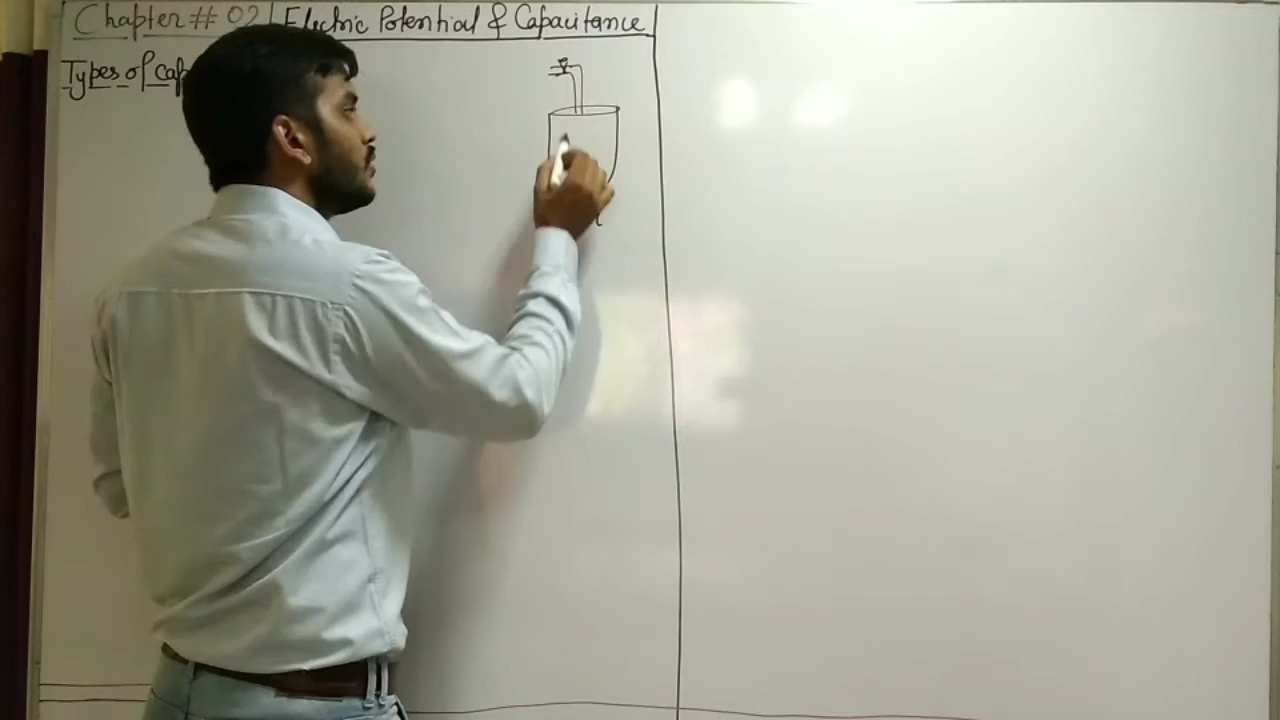 Chapter # 02 | Electric Potential & Capacitance
Types of